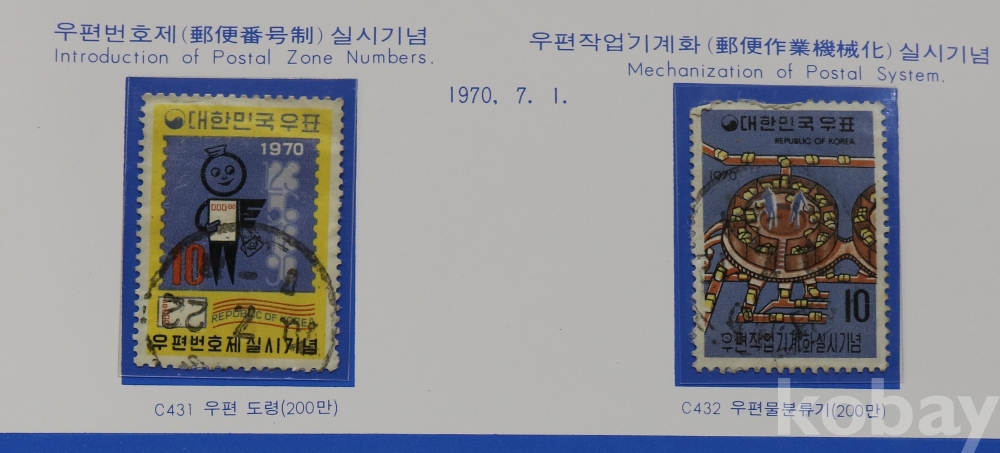 우편번호제(郵便番号制)실시기념
Introduction of Postal Zone Numbers.
우편작업기계화(郵便作業機械化)실시기념
Mechanization of Postal System.
1970. 7. 1.
대한민국우표
1970
10
REPUBLIC OF KOREA
우편번호제실시기념
C431 우편 도령(200만)
대한민국우표
REPUBLIC OF KOREA
1970
10
우편작업기계화실시기념
C432 우편물분류기(200만)
kobay